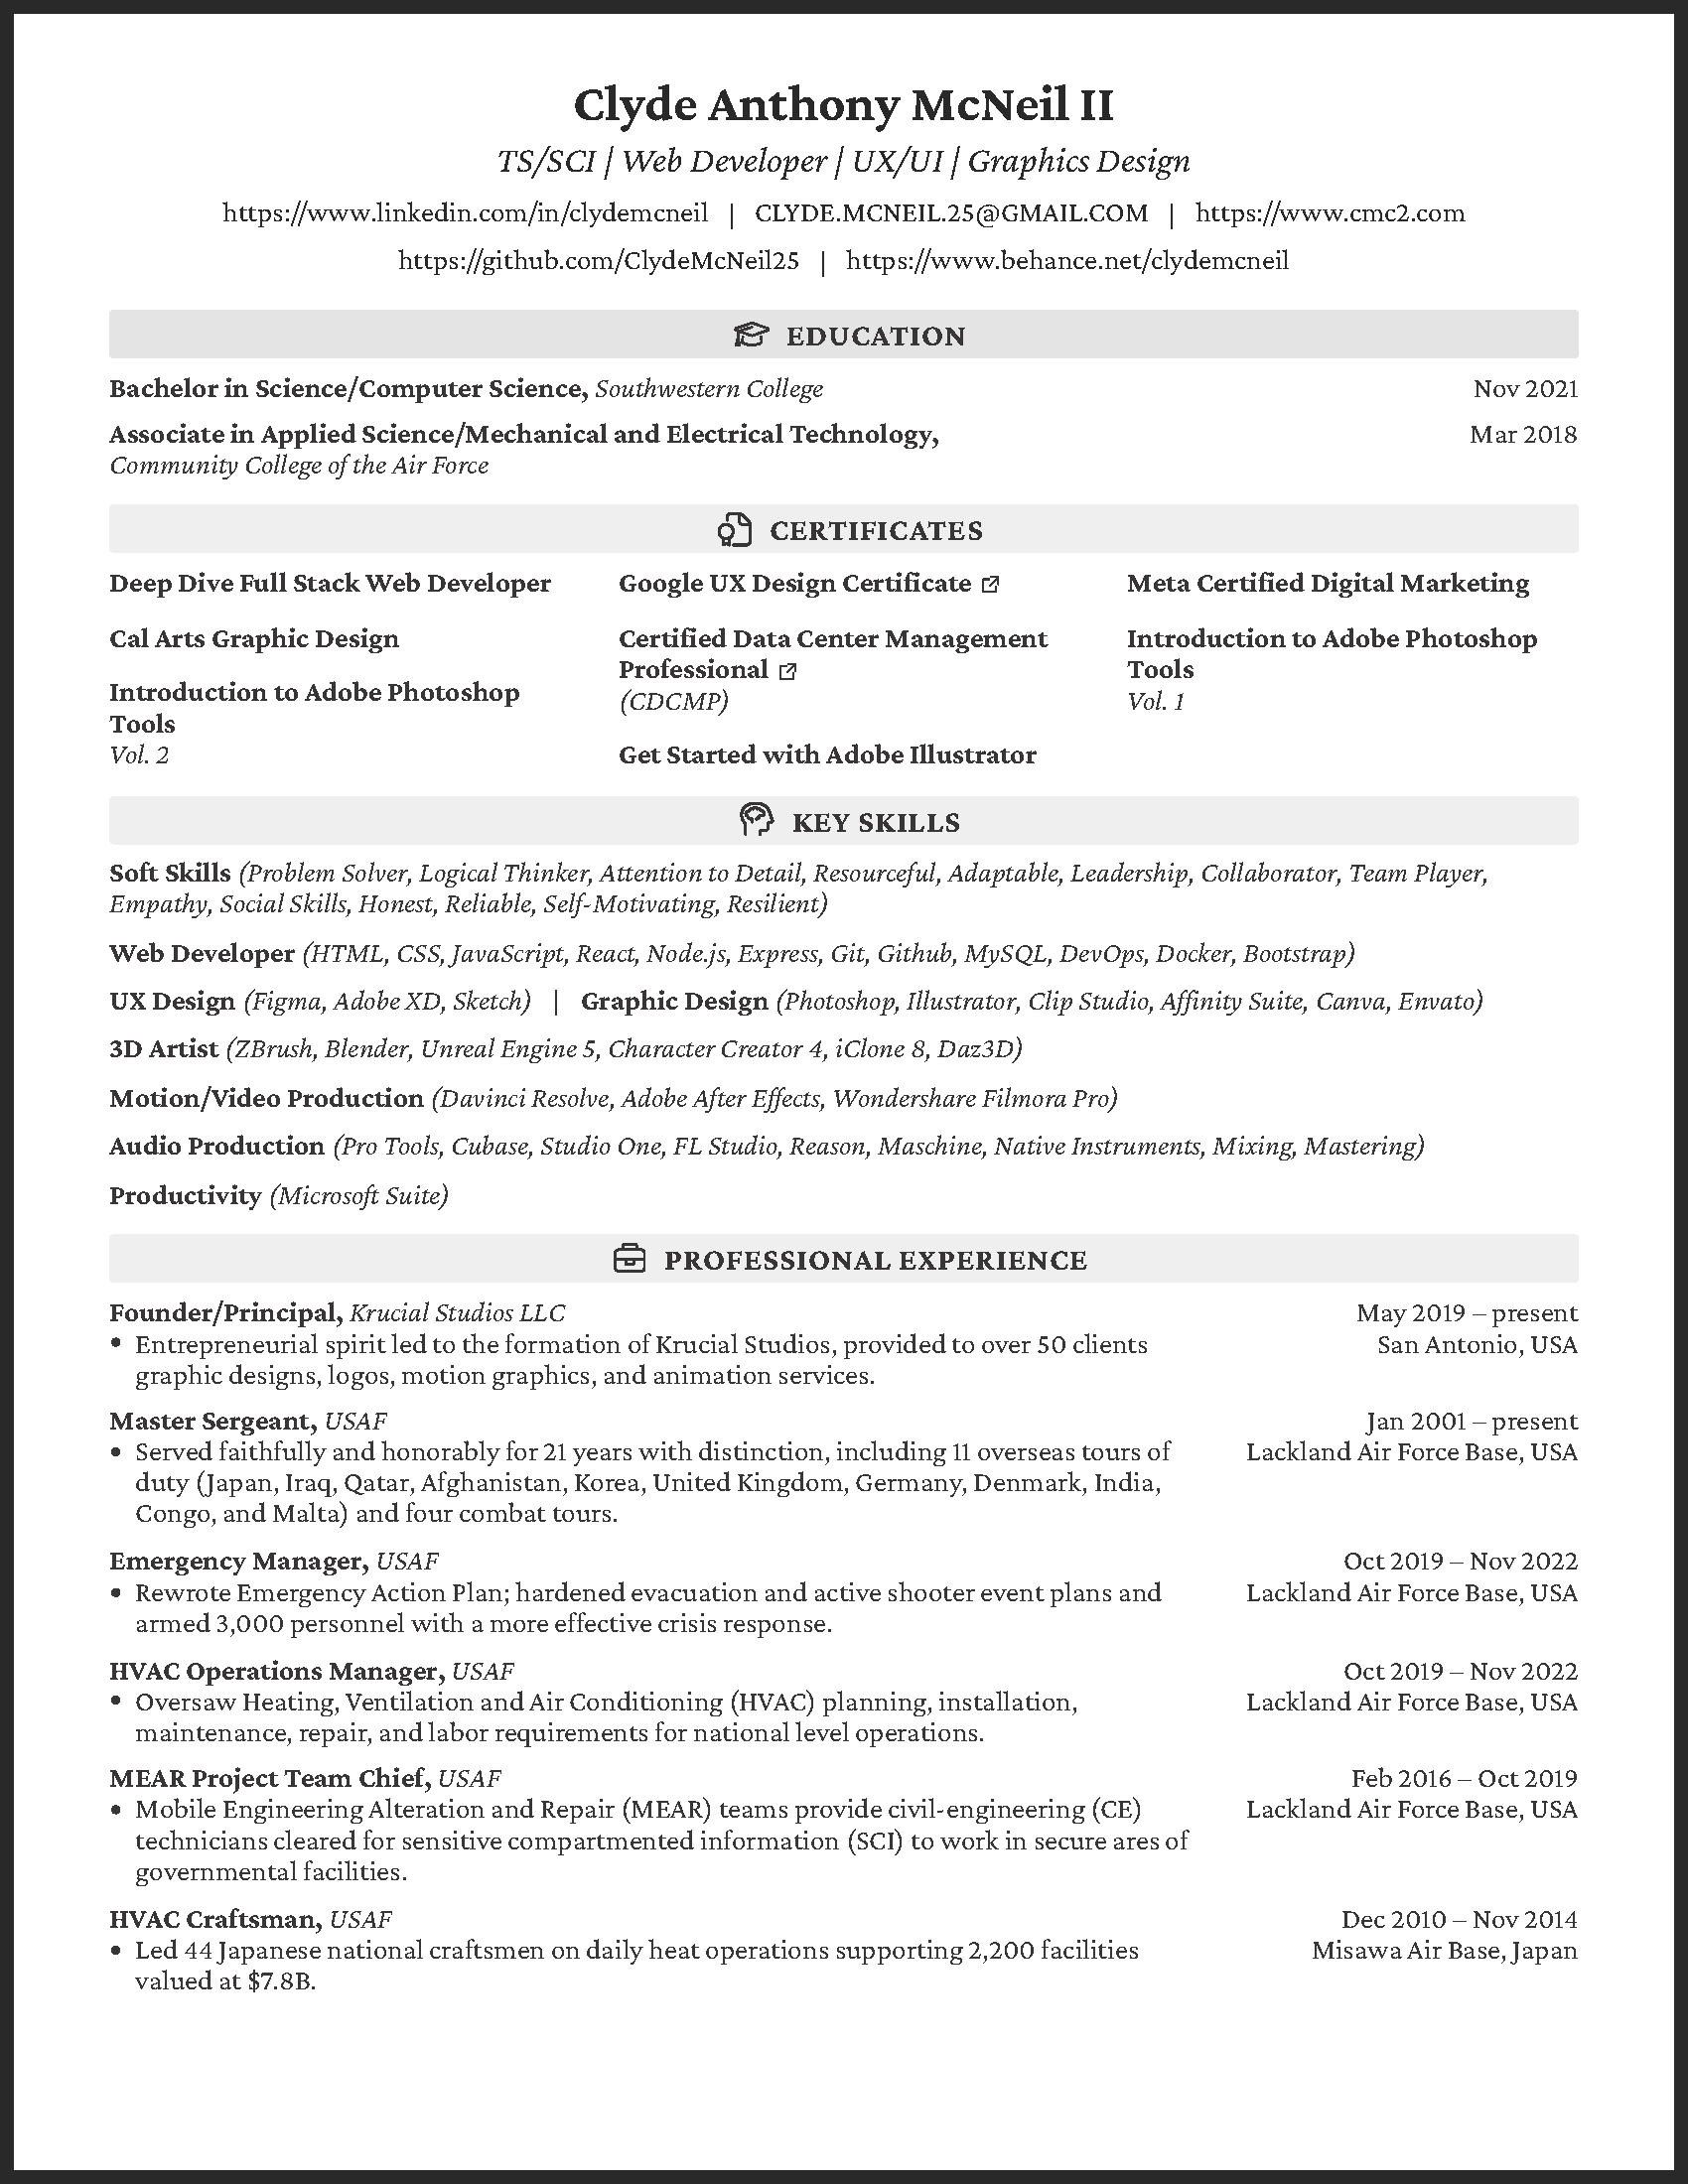 Clyde Anthony McNeil II
TS/SCI | Web Developer | UX/UI | Graphics Design
https://www.linkedin.com/in/clydemcneil | CLYDE.MCNEIL.25@GMAIL.COM | https://www.cmc2.com
https://github.com/ClydeMcNeil25 | https://www.behance.net/clydemcneil
EDUCATION
Bachelor in Science/Computer Science, Southwestern College Nov 2021
Associate in Applied Science/Mechanical and Electrical Technology, Mar 2018
Community College of the Air Force
CERTIFICATES
Deep Dive Full Stack Web Developer
Cal Arts Graphic Design
Introduction to Adobe Photoshop
Tools
Vol. 2
Google UX Design Certificate
Certified Data Center Management
Professional
(CDCMP)
Get Started with Adobe Illustrator
Meta Certified Digital Marketing
Introduction to Adobe Photoshop
Tools
Vol. 1
KEY SKILLS
Soft Skills (Problem Solver, Logical Thinker, Attention to Detail, Resourceful, Adaptable, Leadership, Collaborator, Team Player,
Empathy, Social Skills, Honest, Reliable, Self-Motivating, Resilient)
Web Developer (HTML, CSS, JavaScript, React, Node.js, Express, Git, Github, MySQL, DevOps, Docker, Bootstrap)
UX Design (Figma, Adobe XD, Sketch) | Graphic Design (Photoshop, Illustrator, Clip Studio, Affinity Suite, Canva, Envato)
3D Artist (ZBrush, Blender, Unreal Engine 5, Character Creator 4, iClone 8, Daz3D)
Motion/Video Production (Davinci Resolve, Adobe After Effects, Wondershare Filmora Pro)
Audio Production (Pro Tools, Cubase, Studio One, FL Studio, Reason, Maschine, Native Instruments, Mixing, Mastering)
Productivity (Microsoft Suite)
PROFESSIONAL EXPERIENCE
Founder/Principal, Krucial Studios LLC May 2019 – present
• Entrepreneurial spirit led to the formation of Krucial Studios, provided to over 50 clients San Antonio, USA
graphic designs, logos, motion graphics, and animation services.
Master Sergeant, USAF Jan 2001 – present
• Served faithfully and honorably for 21 years with distinction, including 11 overseas tours of Lackland Air Force Base, USA
duty (Japan, Iraq, Qatar, Afghanistan, Korea, United Kingdom, Germany, Denmark, India,
Congo, and Malta) and four combat tours.
Emergency Manager, USAF Oct 2019 – Nov 2022
• Rewrote Emergency Action Plan; hardened evacuation and active shooter event plans and Lackland Air Force Base, USA
armed 3,000 personnel with a more effective crisis response.
HVAC Operations Manager, USAF Oct 2019 – Nov 2022
• Oversaw Heating, Ventilation and Air Conditioning (HVAC) planning, installation, Lackland Air Force Base, USA
maintenance, repair, and labor requirements for national level operations.
MEAR Project Team Chief, USAF Feb 2016 – Oct 2019
• Mobile Engineering Alteration and Repair (MEAR) teams provide civil-engineering (CE) Lackland Air Force Base, USA
technicians cleared for sensitive compartmented information (SCI) to work in secure ares of
governmental facilities.
HVAC Craftsman, USAF Dec 2010 – Nov 2014
• Led 44 Japanese national craftsmen on daily heat operations supporting 2,200 facilities Misawa Air Base, Japan
valued at $7.8B.